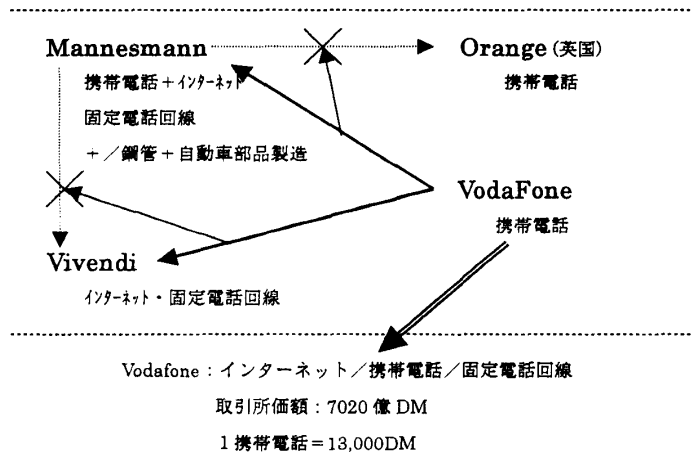 Mannesmann
Orange (英国)
携帯電話+インターネット
携帯電話
固定電話回線
+/鋼管+自動車部品製造
VodaFone
携帯電話
Vivendi
インターネット・固定電話回線
Vodafone:インターネット/携帯電話/固定電話回線
取引所価額:7020 億 DM
1 携帯電話=13,000DM